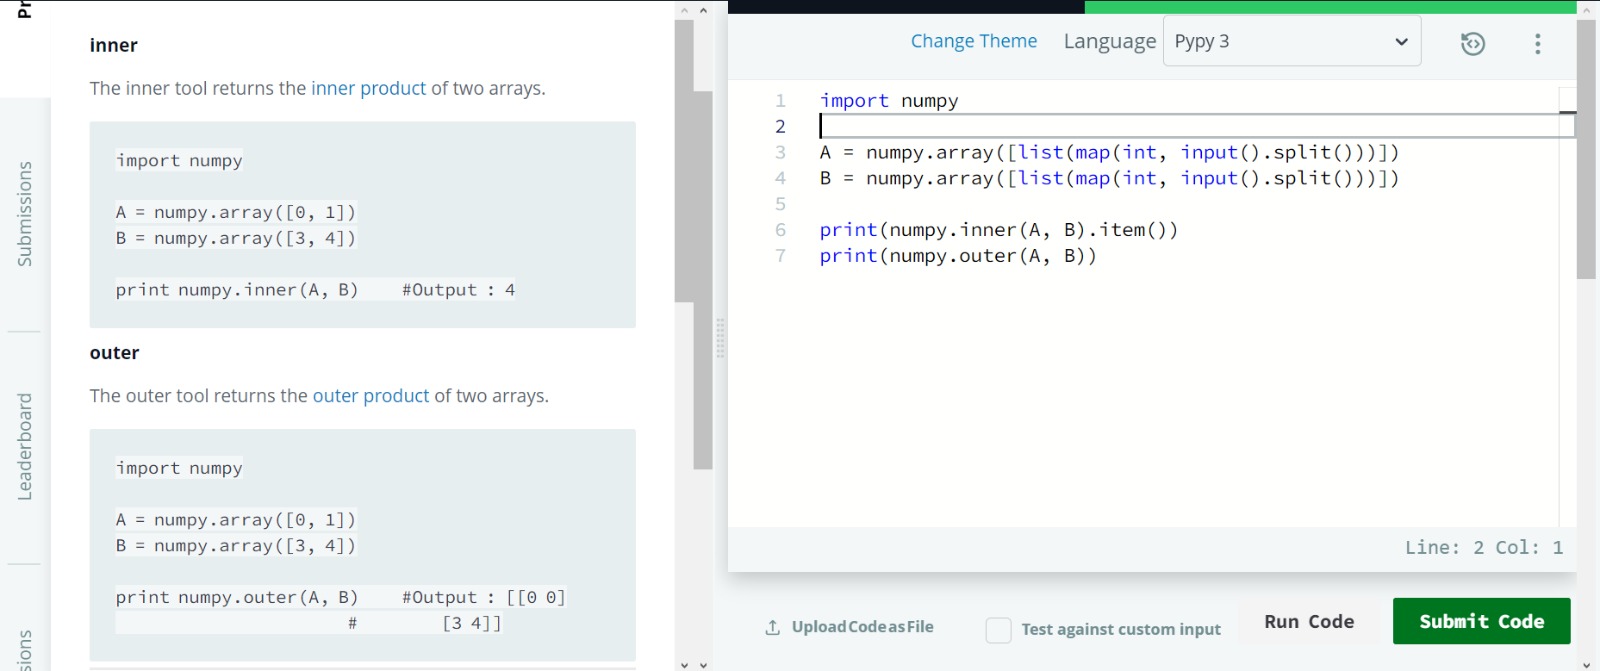 Pr
Submissions
Leaderboard
sions
inner
The inner tool returns the inner product of two arrays.
import numpy
A = numpy.array([0, 1])
B = numpy.array([3, 4])
print numpy.inner(A, B)    #Output : 4
outer
The outer tool returns the outer product of two arrays.
import numpy
A = numpy.array([0, 1])
B = numpy.array([3, 4])
print numpy.outer(A, B)    #Output : [[0 0]
#         [3 4]]
Change Theme Language Pypy 3
1 import numpy
2
3 A = numpy.array([list(map(int, input().split()))])
4 B = numpy.array([list(map(int, input().split()))])
5
6 print(numpy.inner(A, B).item())
7 print(numpy.outer(A, B))
Line: 2 Col: 1
Upload Code as File Test against custom input Run Code Submit Code